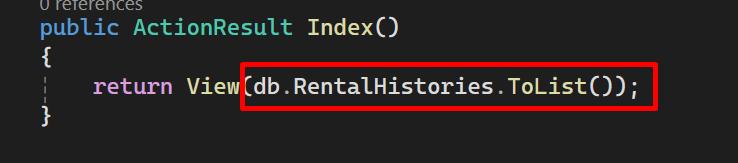 0 references
public ActionResult Index()
{
return View(db.RentalHistories.ToList());
}